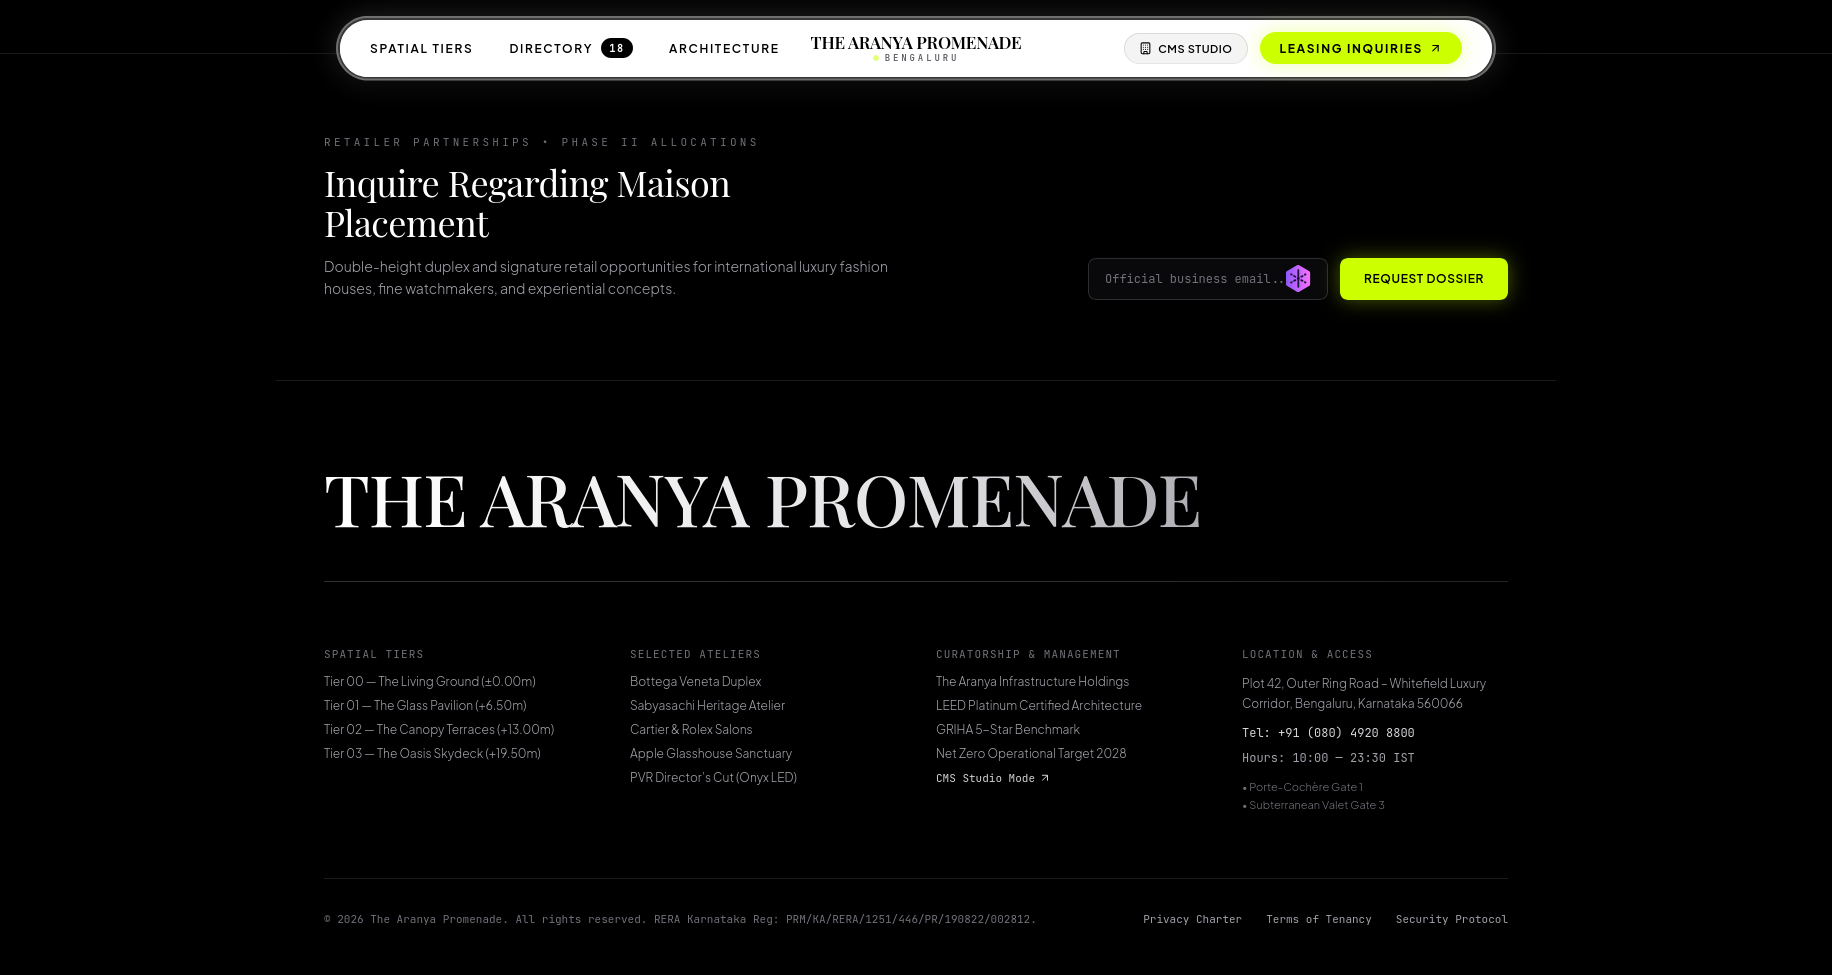 SPATIAL TIERS
DIRECTORY 18
ARCHITECTURE
THE ARANYA PROMENADE
BENGALURU
CMS STUDIO
LEASING INQUIRIES ↗
RETAILER PARTNERSHIPS • PHASE II ALLOCATIONS
Inquire Regarding Maison
Placement
Double-height duplex and signature retail opportunities for international luxury fashion
houses, fine watchmakers, and experiential concepts.
Official business email..
REQUEST DOSSIER
THE ARANYA PROMENADE
SPATIAL TIERS
Tier 00 — The Living Ground (±0.00m)
Tier 01 — The Glass Pavilion (+6.50m)
Tier 02 — The Canopy Terraces (+13.00m)
Tier 03 — The Oasis Skydeck (+19.50m)
SELECTED ATELIERS
Bottega Veneta Duplex
Sabyasachi Heritage Atelier
Cartier & Rolex Salons
Apple Glasshouse Sanctuary
PVR Director's Cut (Onyx LED)
CURATORSHIP & MANAGEMENT
The Aranya Infrastructure Holdings
LEED Platinum Certified Architecture
GRIHA 5-Star Benchmark
Net Zero Operational Target 2028
CMS Studio Mode ↗
LOCATION & ACCESS
Plot 42, Outer Ring Road – Whitefield Luxury
Corridor, Bengaluru, Karnataka 560066
Tel: +91 (080) 4920 8800
Hours: 10:00 — 23:30 IST
• Porte-Cochère Gate 1
• Subterranean Valet Gate 3
© 2026 The Aranya Promenade. All rights reserved. RERA Karnataka Reg: PRM/KA/RERA/1251/446/PR/190822/002812.
Privacy Charter
Terms of Tenancy
Security Protocol